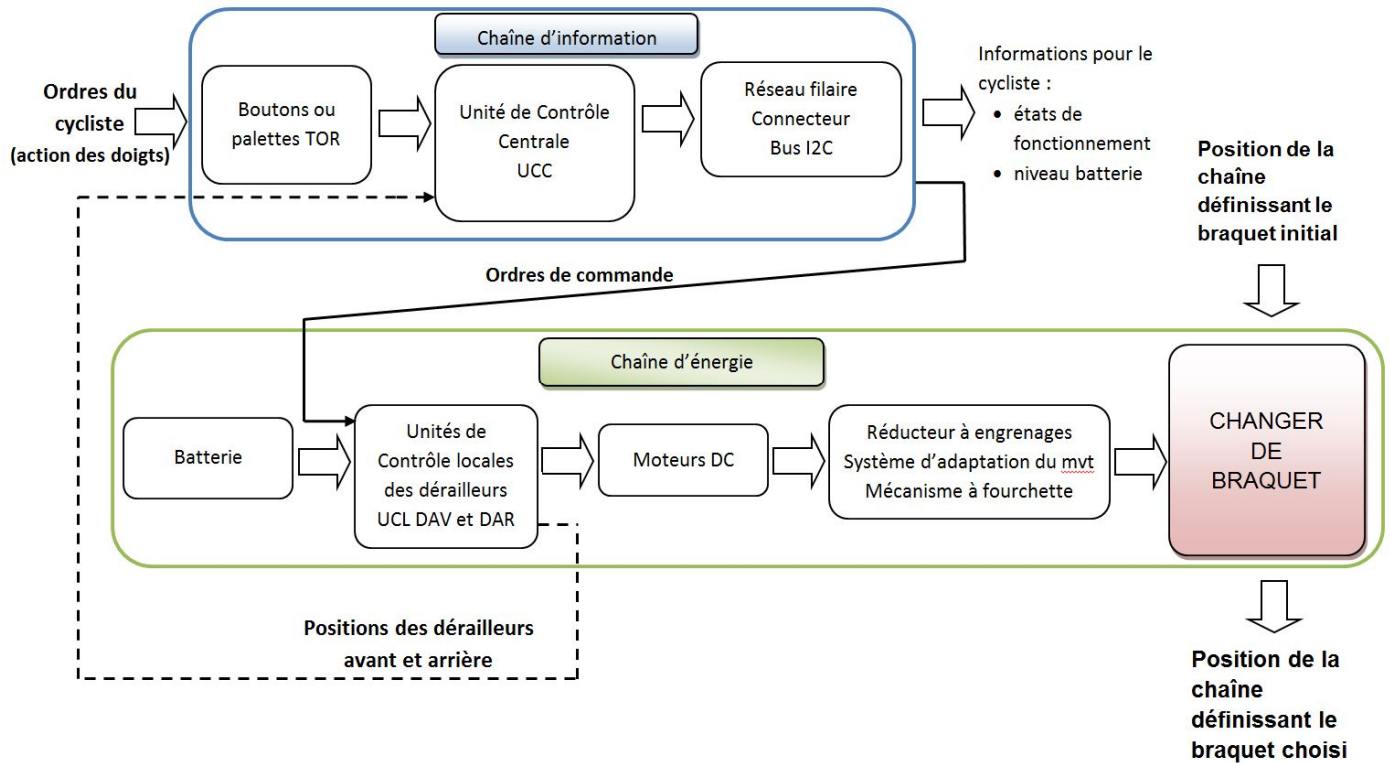 Chaîne d'information
Ordres du
cycliste
(action des doigts)
Boutons ou
palettes TOR
Unité de Contrôle
Centrale
UCC
Réseau filaire
Connecteur
Bus I2C
Informations pour le
cycliste :
• états de
fonctionnement
• niveau batterie
Position de la
chaîne
définissant le
braquet initial
Ordres de commande
Chaîne d'énergie
Batterie
Unités de
Contrôle locales
des dérailleurs
UCL DAV et DAR
Moteurs DC
Réducteur à engrenages
Système d'adaptation du mvt
Mécanisme à fourchette
CHANGER
DE
BRAQUET
Positions des dérailleurs
avant et arrière
Position de la
chaîne
définissant le
braquet choisi